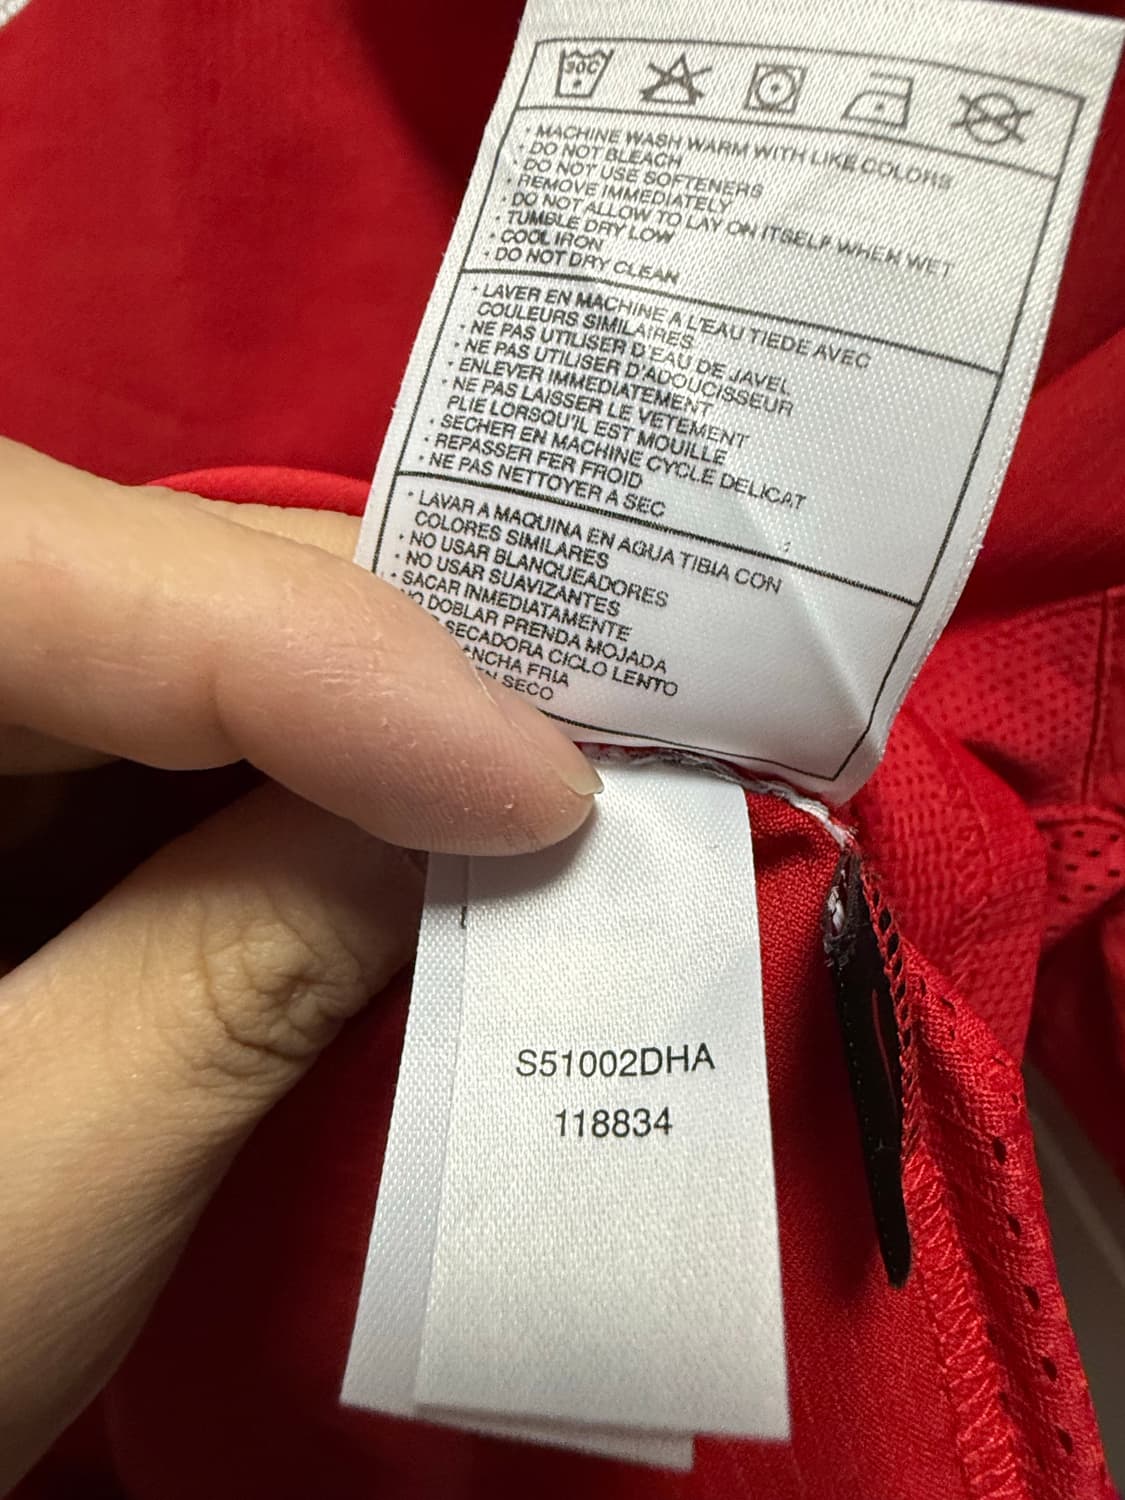 30C
• MACHINE WASH WARM WITH LIKE COLORS
• DO NOT BLEACH
• DO NOT USE SOFTENERS
• REMOVE IMMEDIATELY
• DO NOT ALLOW TO LAY ON ITSELF WHEN WET
• TUMBLE DRY LOW
• COOL IRON
• DO NOT DRY CLEAN
• LAVER EN MACHINE A L'EAU TIEDE AVEC
COULEURS SIMILAIRES
• NE PAS UTILISER D'EAU DE JAVEL
• NE PAS UTILISER D'ADOUCISSEUR
• ENLEVER IMMEDIATEMENT
• NE PAS LAISSER LE VETEMENT
PLIE LORSQU'IL EST MOUILLE
• SECHER EN MACHINE CYCLE DELICAT
• REPASSER FER FROID
• NE PAS NETTOYER A SEC
• LAVAR A MAQUINA EN AGUA TIBIA CON
COLORES SIMILARES
• NO USAR BLANQUEADORES
• NO USAR SUAVIZANTES
• SACAR INMEDIATAMENTE
NO DOBLAR PRENDA MOJADA
SECADORA CICLO LENTO
ANCHA FRIA
SECO
S51002DHA
118834